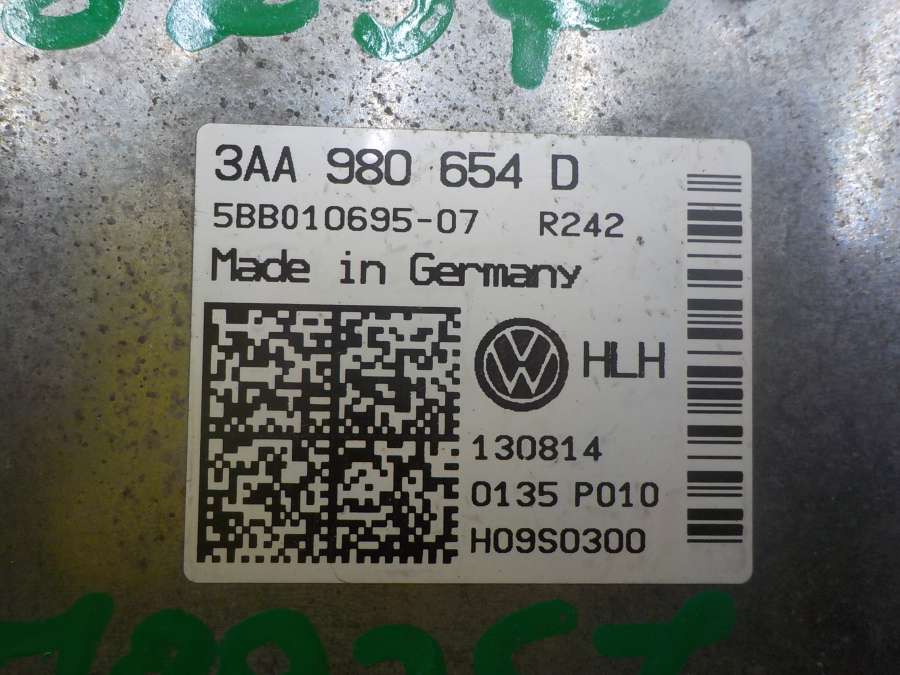 3AA 980 654 D
5BB010695-07 R242
Made in Germany
HLH
130814
0135 P010
H09S0300